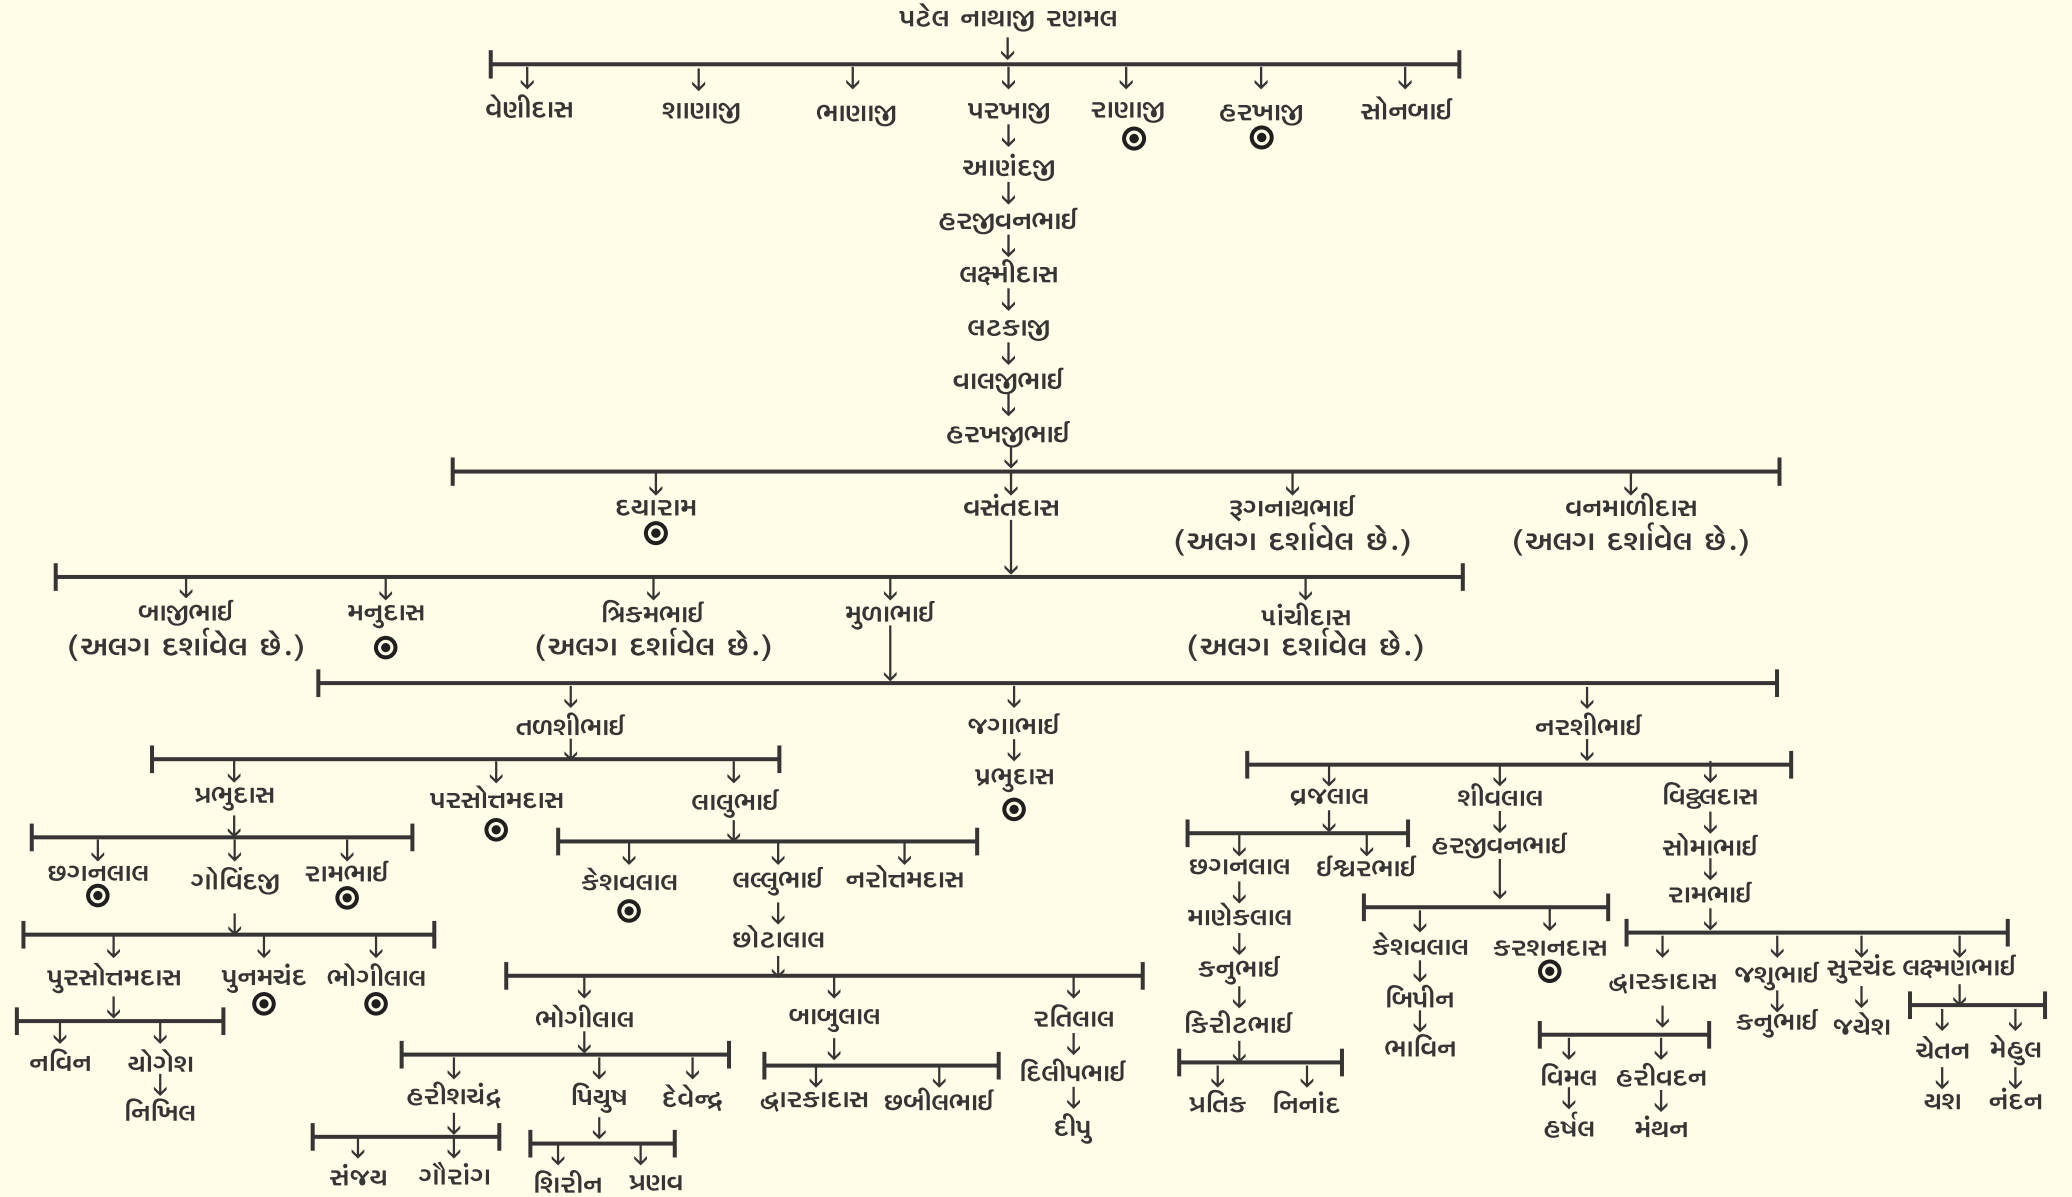 પટેલ નાથાજી રણમલ
વેણીદાસ શાણાજી ભાણાજી પરખાજી રાણાજી હરખાજી સોનબાઈ
આણંદજી
હરજીવનભાઈ
લક્ષ્મીદાસ
લટકાજી
વાલજીભાઈ
હરખજીભાઈ
દયારામ વસંતદાસ રૂગનાથભાઈ વનમાળીદાસ
(અલગ દર્શાવેલ છે.) (અલગ દર્શાવેલ છે.)
બાજીભાઈ મનુદાસ ત્રિકમભાઈ મુળાભાઈ પાંચીદાસ
(અલગ દર્શાવેલ છે.) (અલગ દર્શાવેલ છે.) (અલગ દર્શાવેલ છે.)
તળશીભાઈ જગાભાઈ નરશીભાઈ
પ્રભુદાસ પરસોત્તમદાસ લાલુભાઈ પ્રભુદાસ વ્રજલાલ શીવલાલ વિઠ્ઠલદાસ
છગનલાલ ગોવિંદજી રામભાઈ કેશવલાલ લલ્લુભાઈ નરોત્તમદાસ છગનલાલ ઈશ્વરભાઈ હરજીવનભાઈ સોમાભાઈ
રામભાઈ
છોટાલાલ માણેકલાલ
પુરસોત્તમદાસ પુનમચંદ ભોગીલાલ કનુભાઈ કેશવલાલ કરશનદાસ દ્વારકાદાસ જશુભાઈ સુરચંદ લક્ષ્મણભાઈ
ભોગીલાલ બાબુલાલ રતિલાલ કિરીટભાઈ બિપીન કનુભાઈ જયેશ
નવિન યોગેશ ભાવિન ચેતન મેહુલ
હરીશચંદ્ર પિયુષ દેવેન્દ્ર દ્વારકાદાસ છબીલભાઈ દિલીપભાઈ પ્રતિક નિનાંદ વિમલ હરીવદન યશ નંદન
નિખિલ દીપુ હર્ષલ મંથન
સંજય ગૌરાંગ શિરીન પ્રણવ